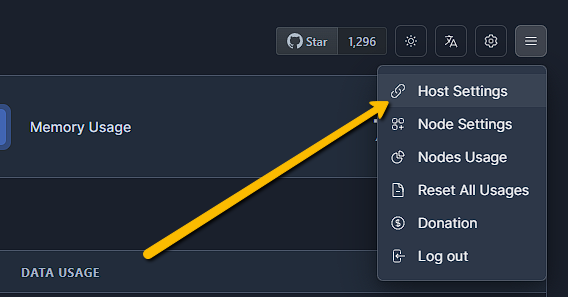 Star 1,296
Host Settings
Memory Usage
Node Settings
Nodes Usage
Reset All Usages
Donation
Log out
DATA USAGE